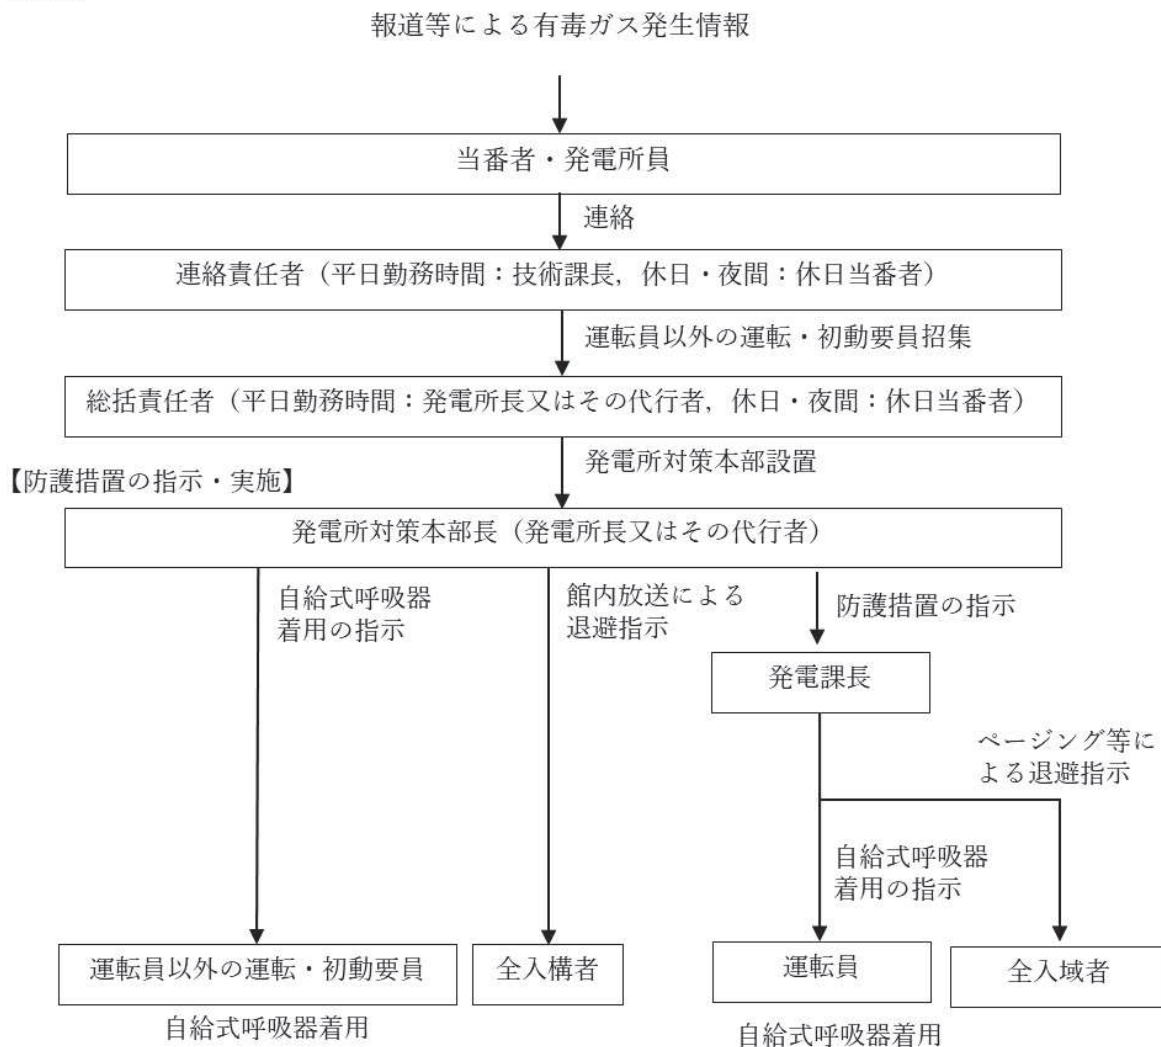 報道等による有毒ガス発生情報
当番者・発電所員
連絡
連絡責任者（平日勤務時間：技術課長，休日・夜間：休日当番者）
運転員以外の運転・初動要員招集
総括責任者（平日勤務時間：発電所長又はその代行者，休日・夜間：休日当番者）
発電所対策本部設置
【防護措置の指示・実施】
発電所対策本部長（発電所長又はその代行者）
自給式呼吸器
着用の指示
館内放送による
退避指示
防護措置の指示
発電課長
ページング等に
よる退避指示
自給式呼吸器
着用の指示
運転員以外の運転・初動要員
全入構者
運転員
全入域者
自給式呼吸器着用
自給式呼吸器着用